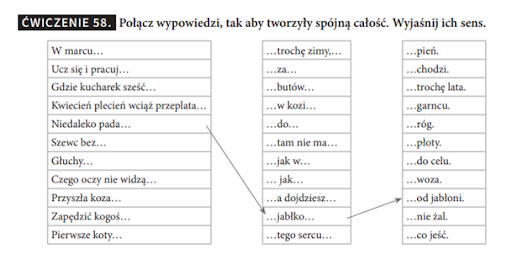 ĆWICZENIE 58. Połącz wypowiedzi, tak aby tworzyły spójną całość. Wyjaśnij ich sens.
W marcu… …trochę zimy,… …pień.
Ucz się i pracuj… …za… …chodzi.
Gdzie kucharek sześć… …butów… …trochę lata.
Kwiecień plecień wciąż przeplata… …w kozi… …garncu.
Niedaleko pada… …do… …róg.
Szewc bez… …tam nie ma… …płoty.
Głuchy… …jak w… …do celu.
Czego oczy nie widzą… … jak… …woza.
Przyszła koza… …a dojdziesz… …od jabłoni.
Zapędzić kogoś… …jabłko… …nie żal.
Pierwsze koty… …tego sercu… …co jeść.